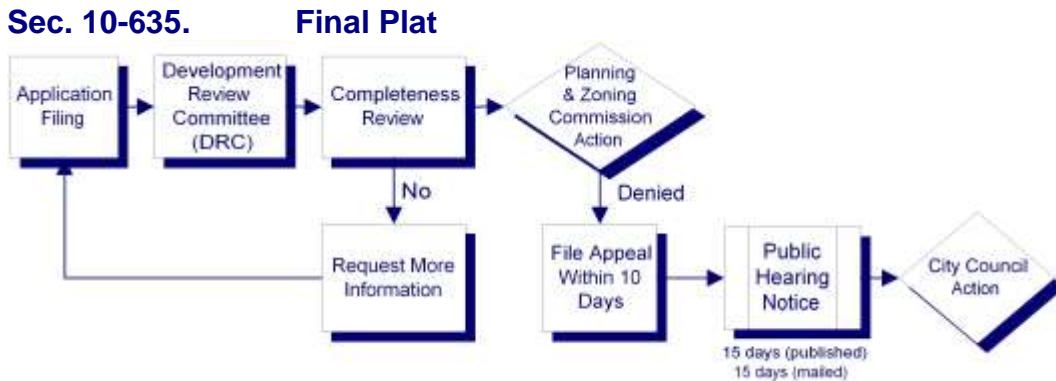 Sec. 10-635. Final Plat
Application
Filing
Development
Review
Committee
(DRC)
Completeness
Review
Planning
& Zoning
Commission
Action
No
Denied
Request More
Information
File Appeal
Within 10
Days
Public
Hearing
Notice
City Council
Action
15 days (published)
15 days (mailed)